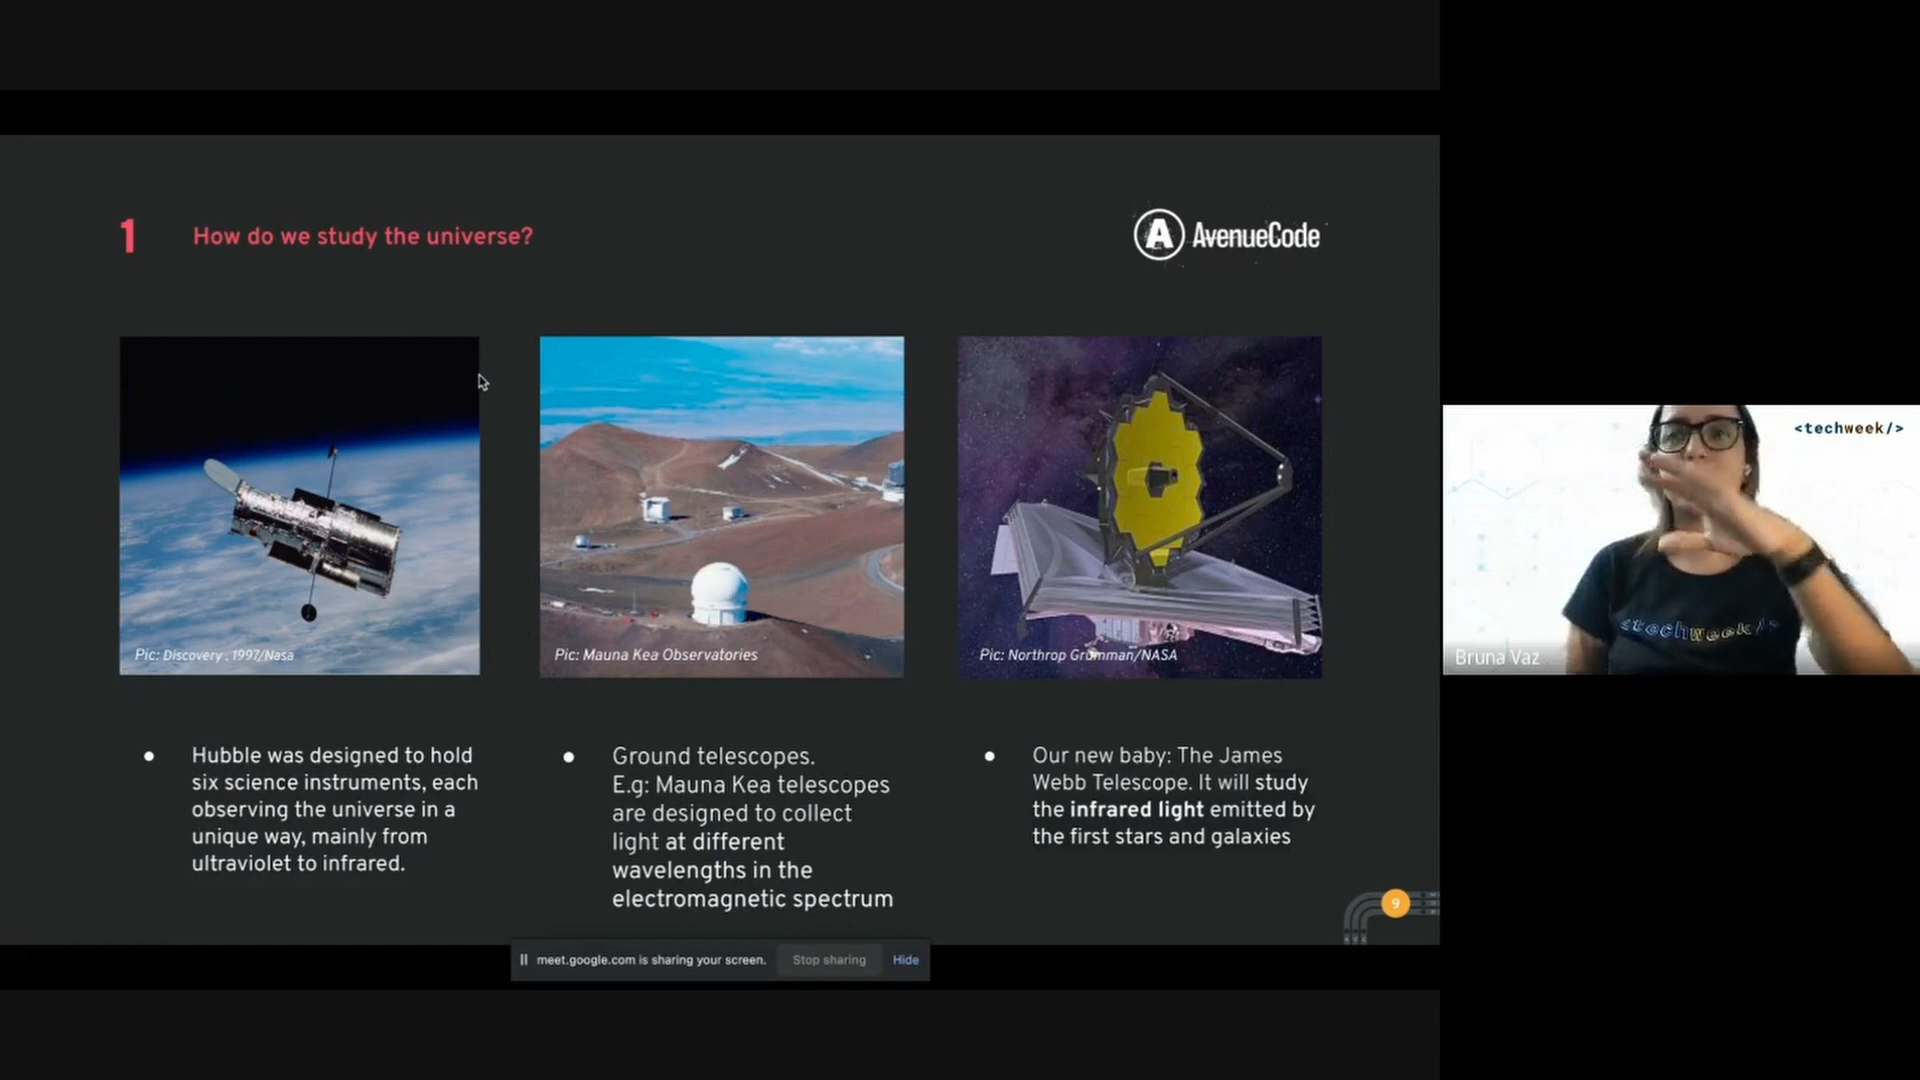 1 How do we study the universe?
A AvenueCode
Pic: Discovery , 1997/Nasa
Pic: Mauna Kea Observatories
Pic: Northrop Grumman/NASA
● Hubble was designed to hold
six science instruments, each
observing the universe in a
unique way, mainly from
ultraviolet to infrared.
● Ground telescopes.
E.g: Mauna Kea telescopes
are designed to collect
light at different
wavelengths in the
electromagnetic spectrum
● Our new baby: The James
Webb Telescope. It will study
the infrared light emitted by
the first stars and galaxies
9
meet.google.com is sharing your screen. Stop sharing Hide
<techweek/>
<techweek/>
Bruna Vaz